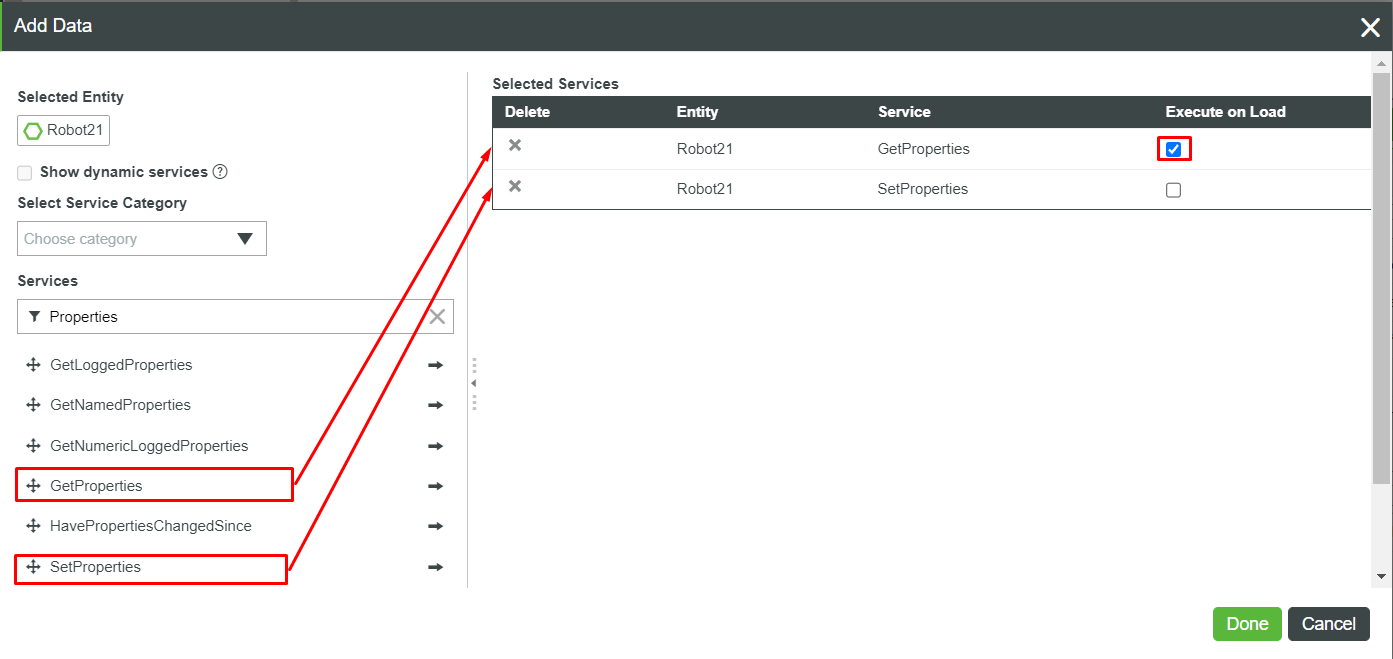 Add Data
Selected Entity
Robot21
Show dynamic services ?
Select Service Category
Choose category
Services
Properties
GetLoggedProperties
GetNamedProperties
GetNumericLoggedProperties
GetProperties
HavePropertiesChangedSince
SetProperties
Selected Services
Delete Entity Service Execute on Load
Robot21 GetProperties
Robot21 SetProperties
Done Cancel